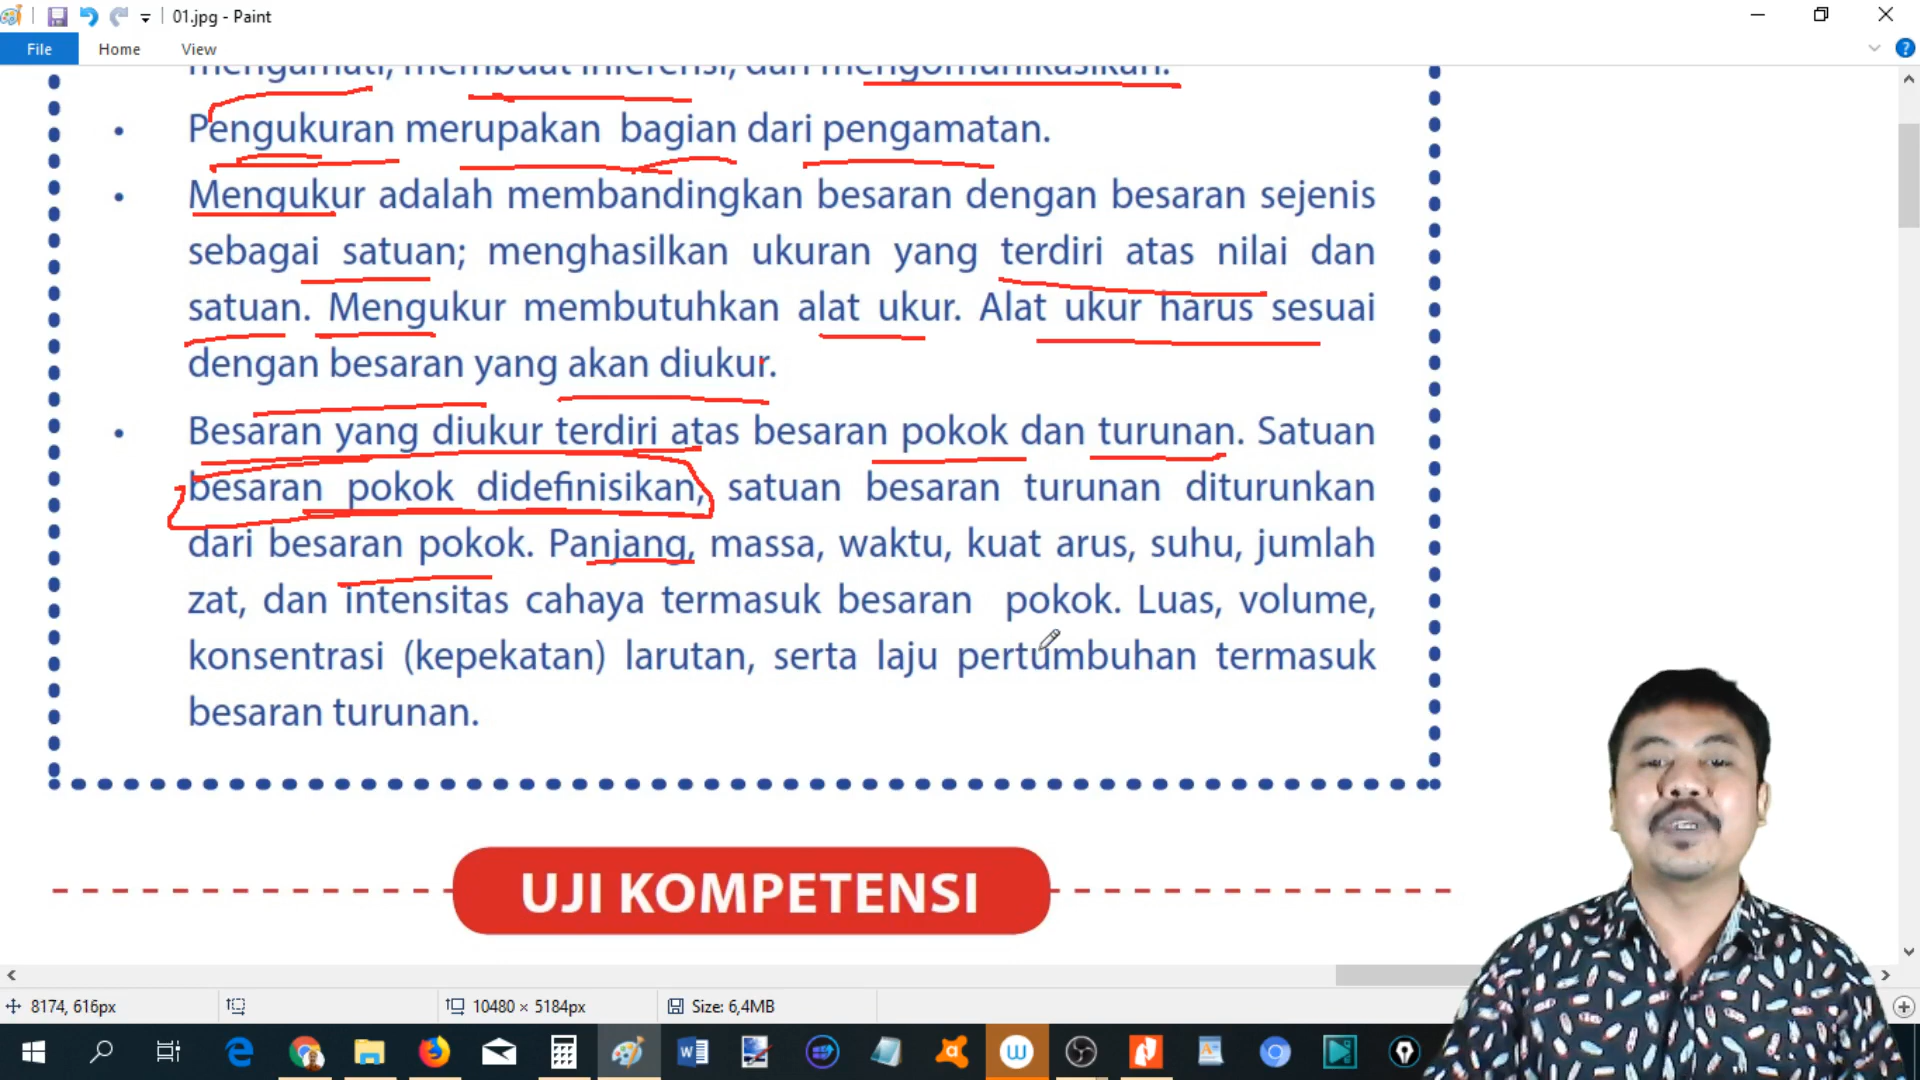 01.jpg - Paint
File Home View
mengamati, membuat inferensi, dan mengomunikasikan.
• Pengukuran merupakan bagian dari pengamatan.
• Mengukur adalah membandingkan besaran dengan besaran sejenis
sebagai satuan; menghasilkan ukuran yang terdiri atas nilai dan
satuan. Mengukur membutuhkan alat ukur. Alat ukur harus sesuai
dengan besaran yang akan diukur.
• Besaran yang diukur terdiri atas besaran pokok dan turunan. Satuan
besaran pokok didefinisikan, satuan besaran turunan diturunkan
dari besaran pokok. Panjang, massa, waktu, kuat arus, suhu, jumlah
zat, dan intensitas cahaya termasuk besaran pokok. Luas, volume,
konsentrasi (kepekatan) larutan, serta laju pertumbuhan termasuk
besaran turunan.
UJI KOMPETENSI
8174, 616px 10480 × 5184px Size: 6,4MB